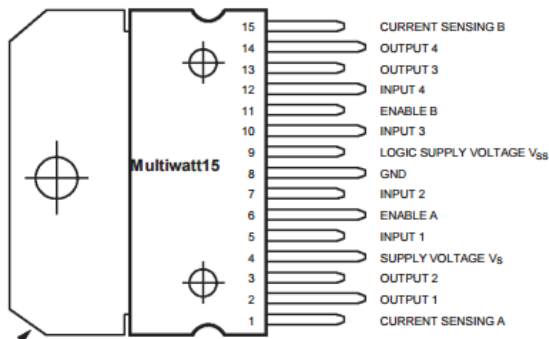 15 CURRENT SENSING B
14 OUTPUT 4
13 OUTPUT 3
12 INPUT 4
11 ENABLE B
10 INPUT 3
9 LOGIC SUPPLY VOLTAGE VSS
Multiwatt15
8 GND
7 INPUT 2
6 ENABLE A
5 INPUT 1
4 SUPPLY VOLTAGE VS
3 OUTPUT 2
2 OUTPUT 1
1 CURRENT SENSING A